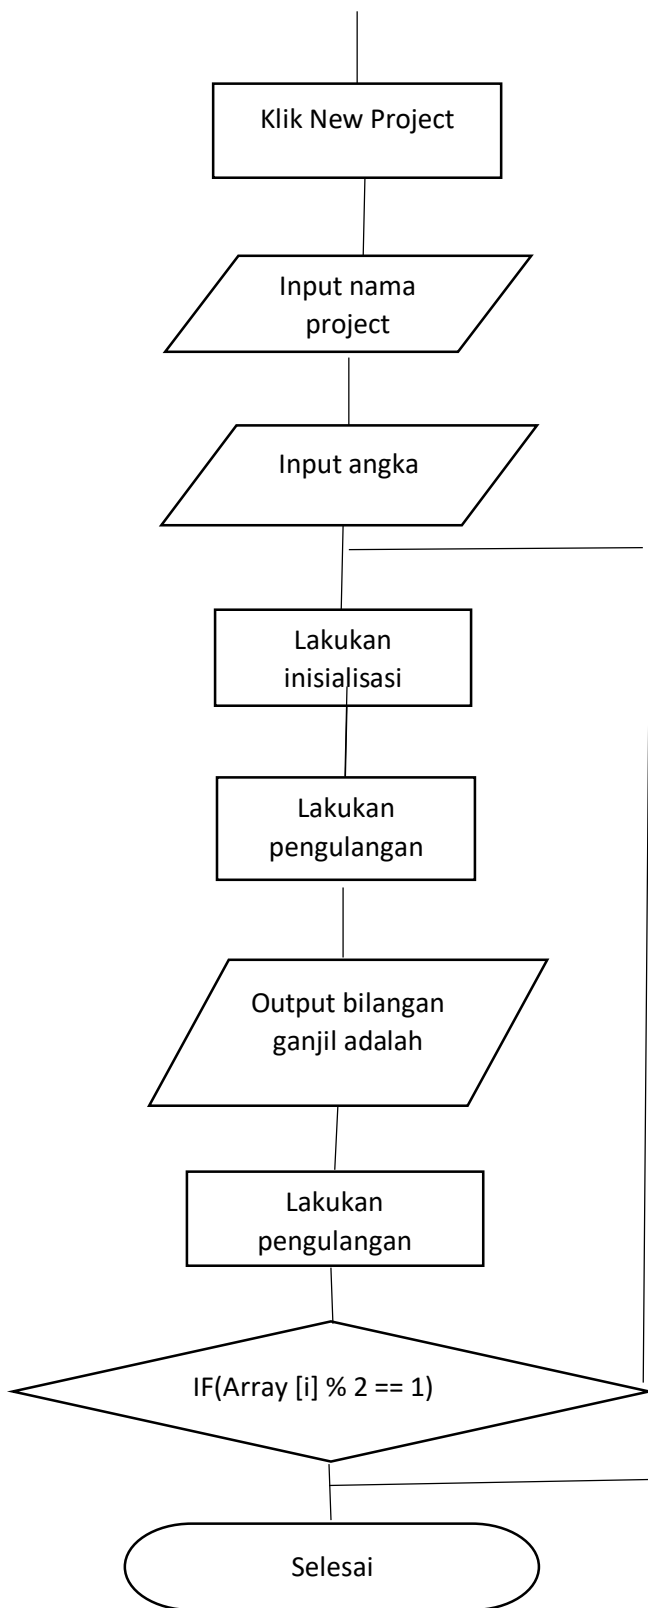 Klik New Project
Input nama
project
Input angka
Lakukan
inisialisasi
Lakukan
pengulangan
Output bilangan
ganjil adalah
Lakukan
pengulangan
IF(Array [i] % 2 == 1)
Selesai